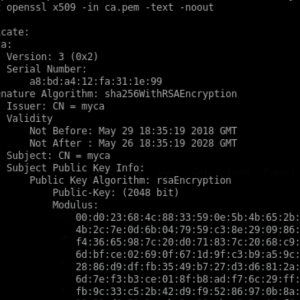 openssl x509 -in ca.pem -text -noout
cate:
a:
Version: 3 (0x2)
Serial Number:
a8:bd:a4:12:fa:31:1e:99
nature Algorithm: sha256WithRSAEncryption
Issuer: CN = myca
Validity
Not Before: May 29 18:35:19 2018 GMT
Not After : May 26 18:35:19 2028 GMT
Subject: CN = myca
Subject Public Key Info:
Public Key Algorithm: rsaEncryption
Public-Key: (2048 bit)
Modulus:
00:d0:23:68:4c:88:33:59:0e:5b:4b:65:2b:
4b:2c:7e:0d:6b:04:79:59:c3:8e:29:09:86:
f4:36:65:98:7c:20:d0:71:83:7c:20:68:c9:
6d:bf:ce:02:69:0f:67:1d:9f:c3:b9:a5:9c:
28:86:d9:df:fb:35:49:b7:27:d3:d6:81:2a:
6d:7e:f3:b3:ce:01:8f:b8:ad:f7:6c:29:ff:
fb:9c:33:c5:2b:42:d9:f9:52:86:97:0b:8a: